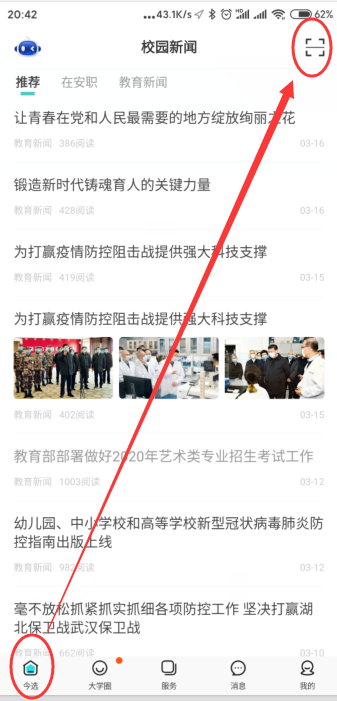 20:42
...43.1K/s
62%
校园新闻
推荐
在安职
教育新闻
让青春在党和人民最需要的地方绽放绚丽之花
教育新闻 386阅读
03-16
锻造新时代铸魂育人的关键力量
教育新闻 428阅读
03-16
为打赢疫情防控阻击战提供强大科技支撑
教育新闻 419阅读
03-15
为打赢疫情防控阻击战提供强大科技支撑
教育新闻 402阅读
03-15
教育部部署做好2020年艺术类专业招生考试工作
教育新闻 1003阅读
03-12
幼儿园、中小学校和高等学校新型冠状病毒肺炎防
控指南出版上线
教育新闻 982阅读
03-12
毫不放松抓紧抓实抓细各项防控工作 坚决打赢湖
北保卫战武汉保卫战
教育新闻 662阅读
03-12
今选
大学圈
服务
消息
我的